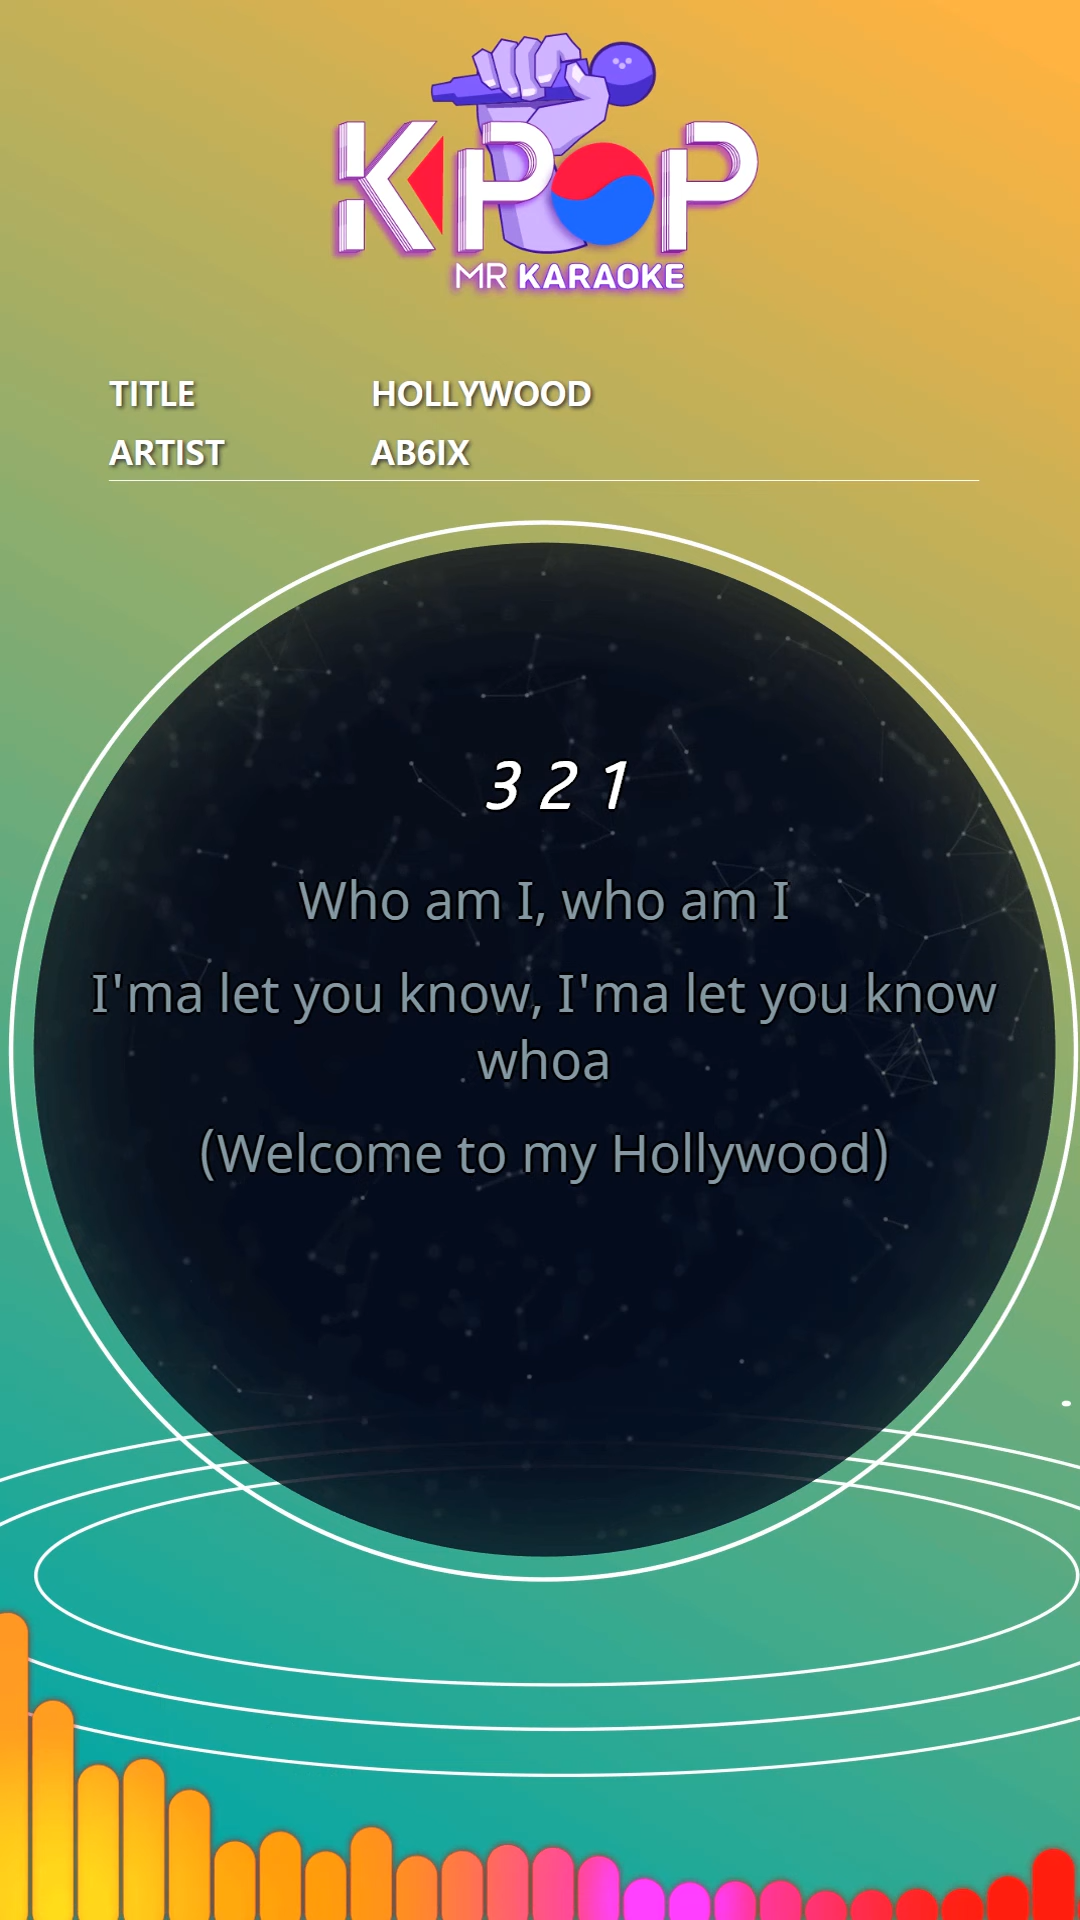 KPOP
MR KARAOKE
TITLE HOLLYWOOD
ARTIST AB6IX
3 2 1
Who am I, who am I
I'ma let you know, I'ma let you know
whoa
(Welcome to my Hollywood)